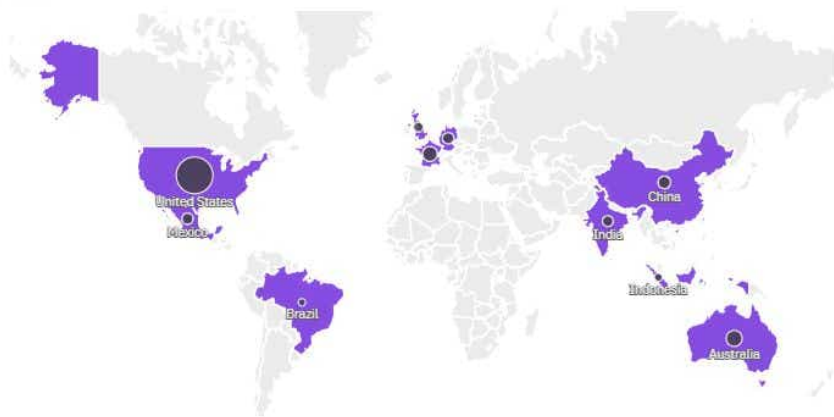 United States
Mexico
Brazil
China
India
Indonesia
Australia